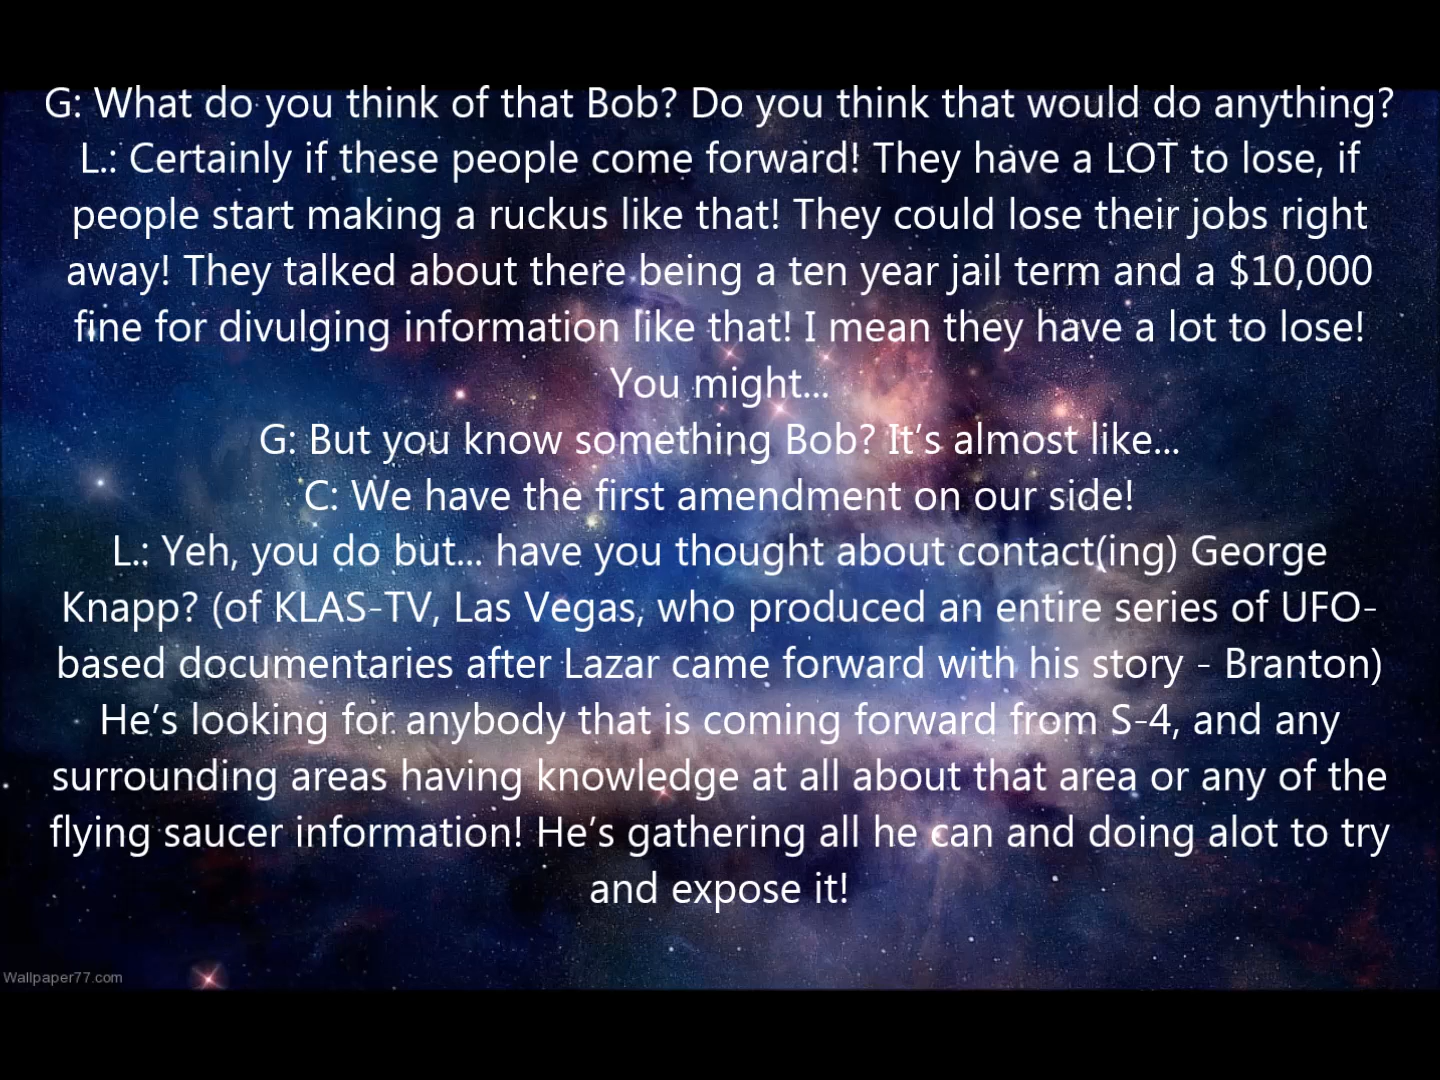 G: What do you think of that Bob? Do you think that would do anything?
L.: Certainly if these people come forward! They have a LOT to lose, if
people start making a ruckus like that! They could lose their jobs right
away! They talked about there being a ten year jail term and a $10,000
fine for divulging information like that! I mean they have a lot to lose!
You might...
G: But you know something Bob? It’s almost like...
C: We have the first amendment on our side!
L.: Yeh, you do but... have you thought about contact(ing) George
Knapp? (of KLAS-TV, Las Vegas, who produced an entire series of UFO-
based documentaries after Lazar came forward with his story - Branton)
He’s looking for anybody that is coming forward from S-4, and any
surrounding areas having knowledge at all about that area or any of the
flying saucer information! He’s gathering all he can and doing alot to try
and expose it!
Wallpaper77.com